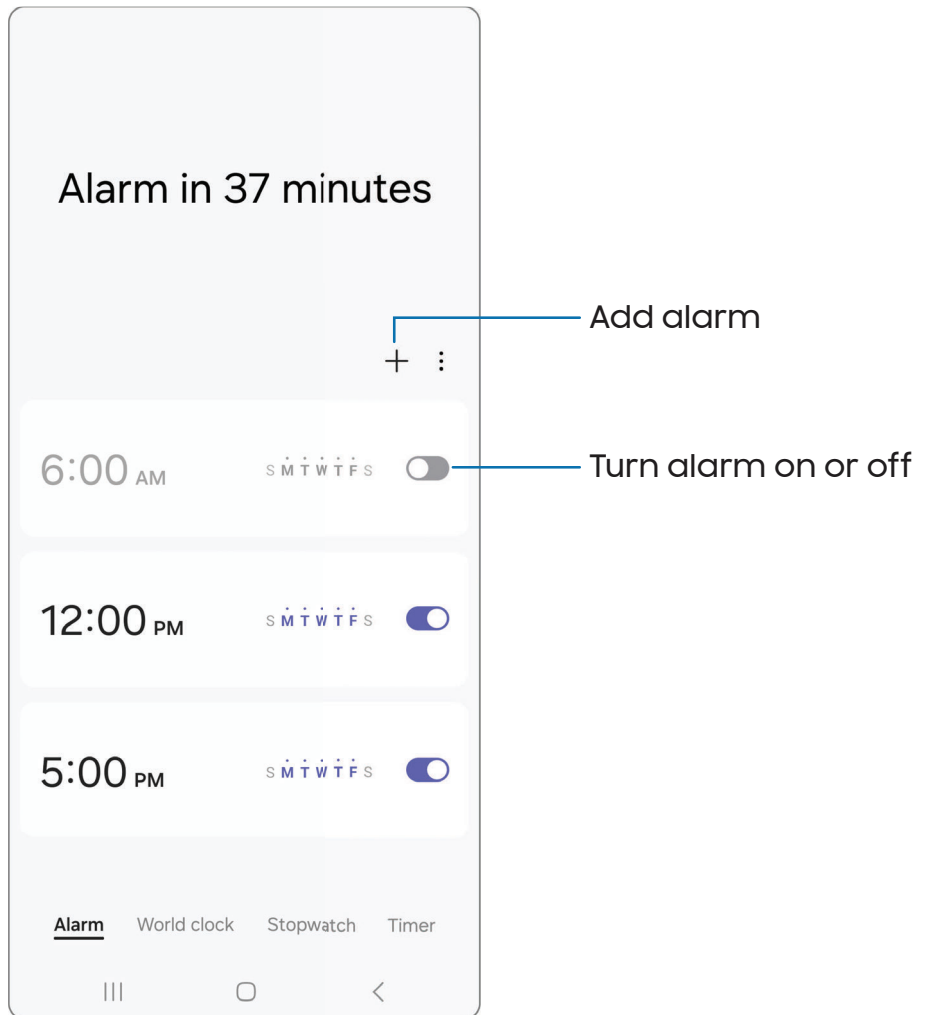 Alarm in 37 minutes
Add alarm
6:00 AM S M T W T F S Turn alarm on or off
12:00 PM S M T W T F S
5:00 PM S M T W T F S
Alarm World clock Stopwatch Timer